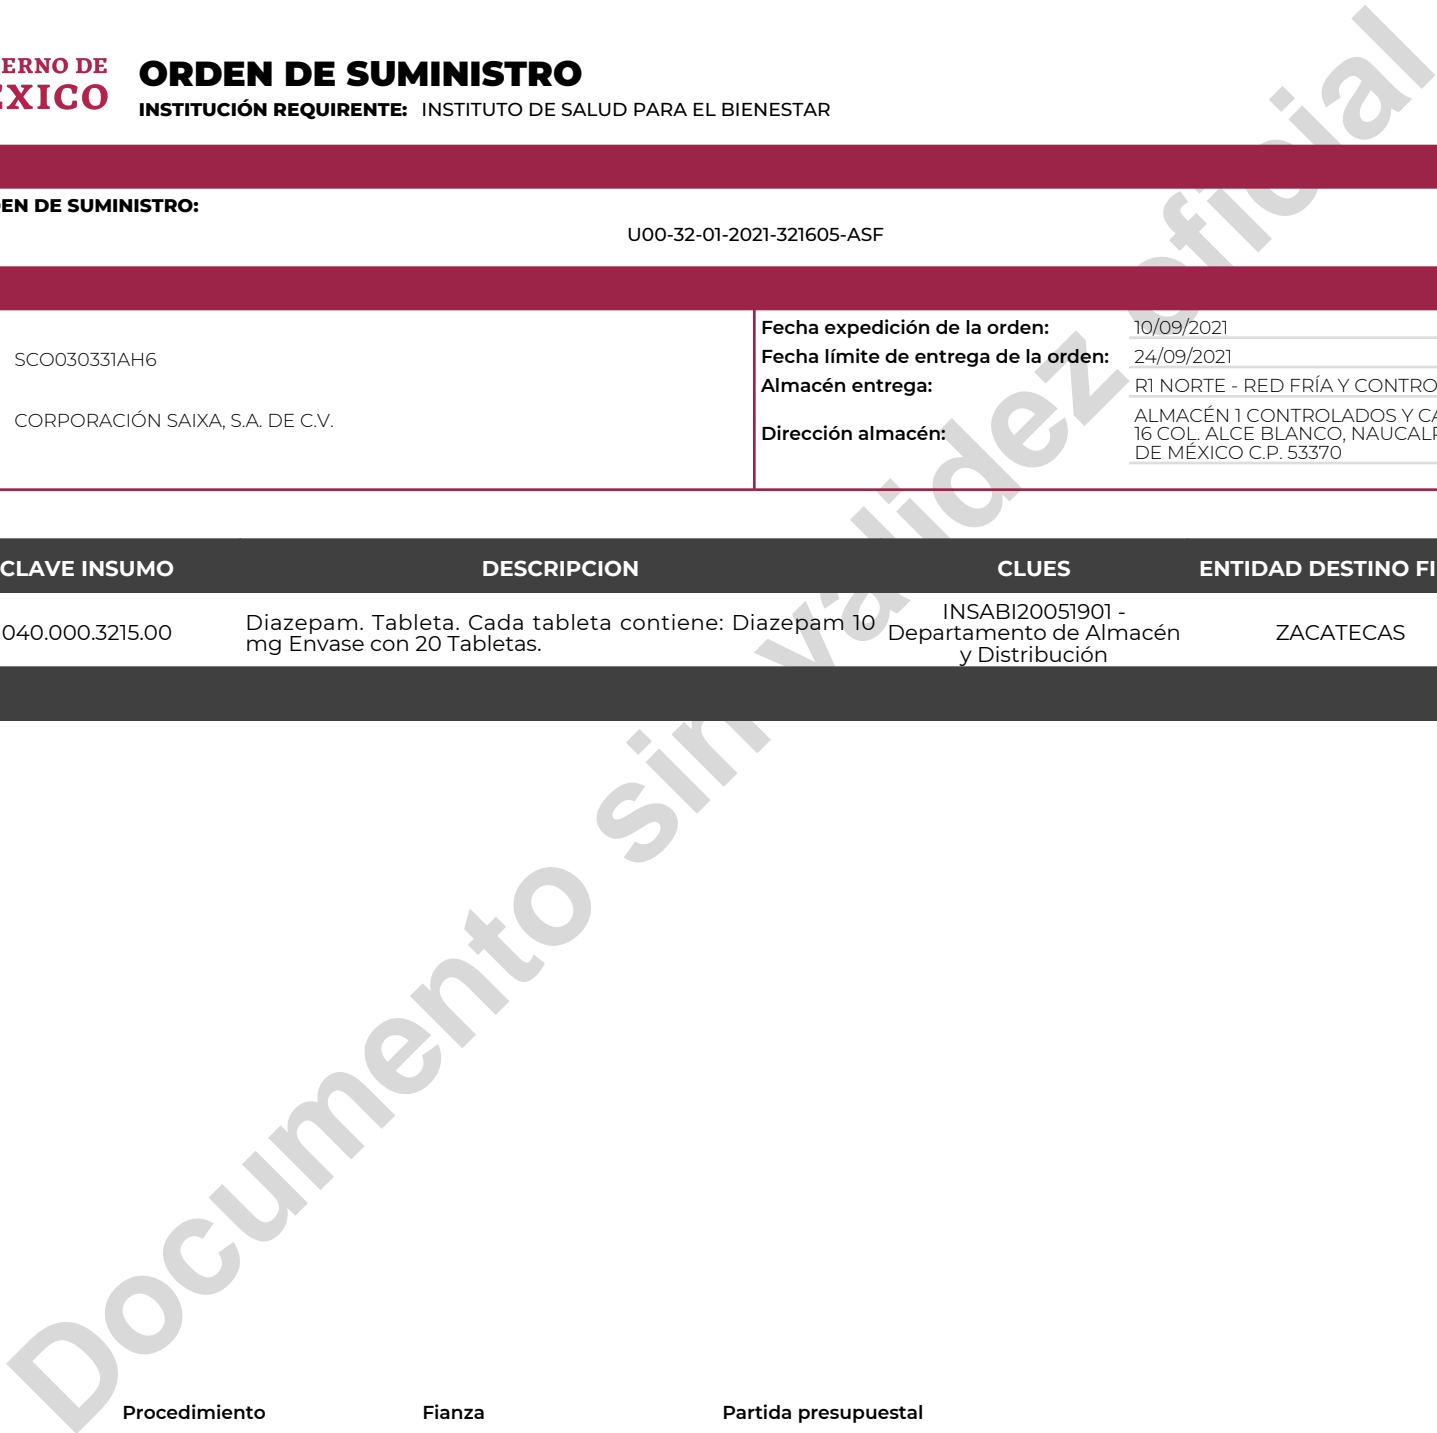 ERNO DE
ORDEN DE SUMINISTRO
XICO
INSTITUCIÓN REQUIRENTE: INSTITUTO DE SALUD PARA EL BIENESTAR
EN DE SUMINISTRO:
U00-32-01-2021-321605-ASF
SCO030331AH6
CORPORACIÓN SAIXA, S.A. DE C.V.
Fecha expedición de la orden: 10/09/2021
Fecha límite de entrega de la orden: 24/09/2021
Almacén entrega: R1 NORTE - RED FRÍA Y CONTRO
Dirección almacén:
ALMACÉN 1 CONTROLADOS Y CA
16 COL. ALCE BLANCO, NAUCALP
DE MÉXICO C.P. 53370
CLAVE INSUMO DESCRIPCION CLUES ENTIDAD DESTINO FI
040.000.3215.00
Diazepam. Tableta. Cada tableta contiene: Diazepam 10
mg Envase con 20 Tabletas.
INSABI20051901 -
Departamento de Almacén
y Distribución
ZACATECAS
Documento sin validez oficial
Procedimiento Fianza Partida presupuestal